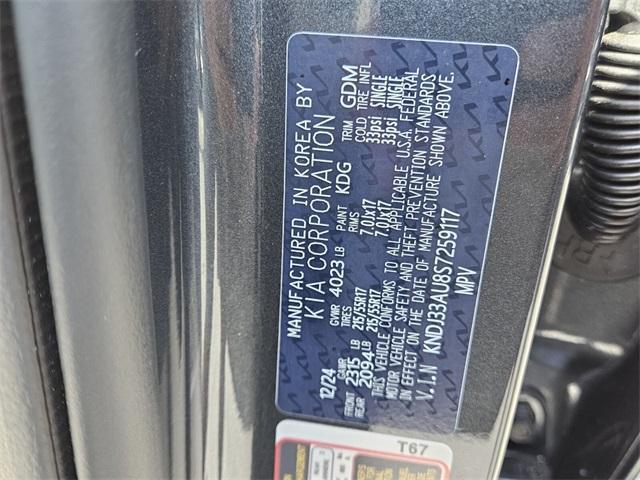 MANUFACTURED IN KOREA BY
KIA CORPORATION
12/24 GVWR 4023 LB PAINT KDG TRIM GDM
GAWR TIRES RIMS COLD TIRE INFL
FRONT 2315 LB 215/55R17 7.0Jx17 33psi SINGLE
REAR 2094 LB 215/55R17 7.0Jx17 33psi SINGLE
THIS VEHICLE CONFORMS TO ALL APPLICABLE U.S.A. FEDERAL
MOTOR VEHICLE SAFETY AND THEFT PREVENTION STANDARDS
IN EFFECT ON THE DATE OF MANUFACTURE SHOWN ABOVE.
V.I.N KNDJ33AU8S7259117
MPV
T67